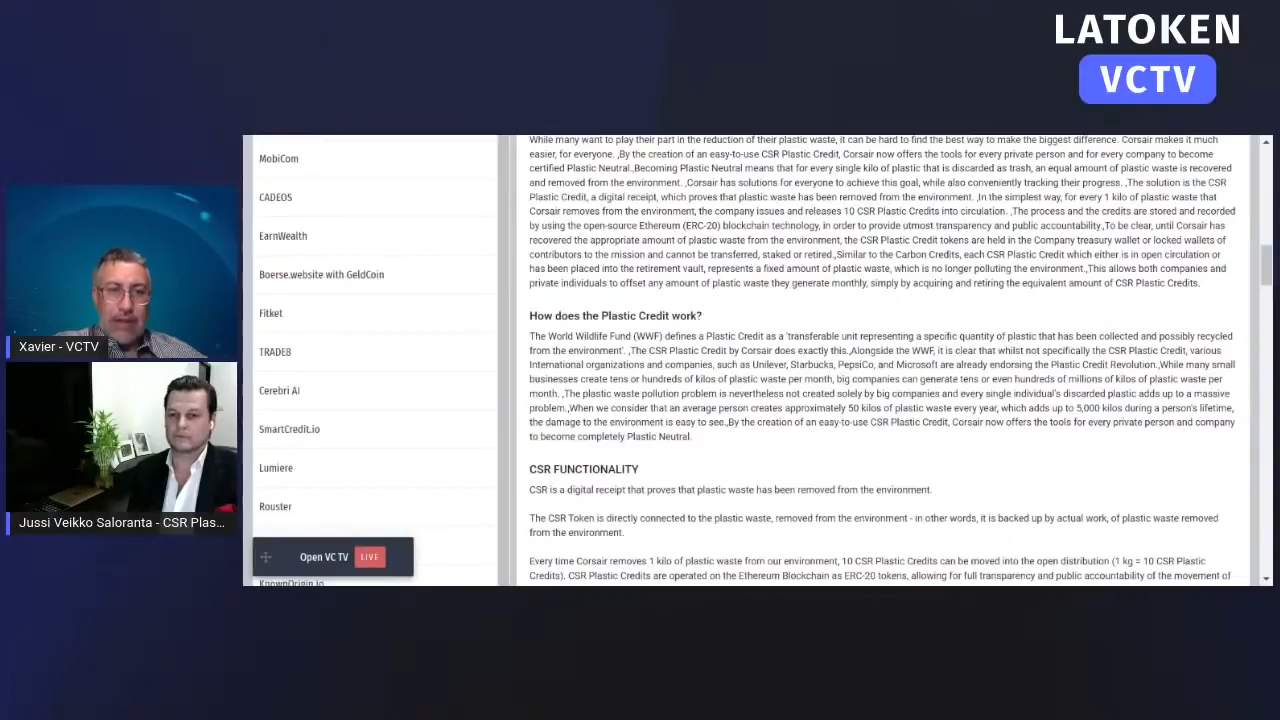 LATOKEN
VCTV
MobiCom
CADEOS
EarnWealth
Boerse.website with GeldCoin
Fitket
TRADE8
Cerebri AI
SmartCredit.io
Lumiere
Rouster
Open VC TV LIVE
KnownOrigin.io
Xavier - VCTV
Jussi Veikko Saloranta - CSR Plas...
While many want to play their part in the reduction of their plastic waste, it can be hard to find the best way to make the biggest difference. Corsair makes it much
easier, for everyone. ,By the creation of an easy-to-use CSR Plastic Credit, Corsair now offers the tools for every private person and for every company to become
certified Plastic Neutral.,Becoming Plastic Neutral means that for every single kilo of plastic that is discarded as trash, an equal amount of plastic waste is recovered
and removed from the environment. ,Corsair has solutions for everyone to achieve this goal, while also conveniently tracking their progress. ,The solution is the CSR
Plastic Credit, a digital receipt, which proves that plastic waste has been removed from the environment. ,In the simplest way, for every 1 kilo of plastic waste that
Corsair removes from the environment, the company issues and releases 10 CSR Plastic Credits into circulation. ,The process and the credits are stored and recorded
by using the open-source Ethereum (ERC-20) blockchain technology, in order to provide utmost transparency and public accountability.,To be clear, until Corsair has
recovered the appropriate amount of plastic waste from the environment, the CSR Plastic Credit tokens are held in the Company treasury wallet or locked wallets of
contributors to the mission and cannot be transferred, staked or retired.,Similar to the Carbon Credits, each CSR Plastic Credit which either is in open circulation or
has been placed into the retirement vault, represents a fixed amount of plastic waste, which is no longer polluting the environment.,This allows both companies and
private individuals to offset any amount of plastic waste they generate monthly, simply by acquiring and retiring the equivalent amount of CSR Plastic Credits.
How does the Plastic Credit work?
The World Wildlife Fund (WWF) defines a Plastic Credit as a 'transferable unit representing a specific quantity of plastic that has been collected and possibly recycled
from the environment'. ,The CSR Plastic Credit by Corsair does exactly this.,Alongside the WWF, it is clear that whilst not specifically the CSR Plastic Credit, various
International organizations and companies, such as Unilever, Starbucks, PepsiCo, and Microsoft are already endorsing the Plastic Credit Revolution.,While many small
businesses create tens or hundreds of kilos of plastic waste per month, big companies can generate tens or even hundreds of millions of kilos of plastic waste per
month. ,The plastic waste pollution problem is nevertheless not created solely by big companies and every single individual's discarded plastic adds up to a massive
problem.,When we consider that an average person creates approximately 50 kilos of plastic waste every year, which adds up to 5,000 kilos during a person's lifetime,
the damage to the environment is easy to see.,By the creation of an easy-to-use CSR Plastic Credit, Corsair now offers the tools for every private person and company
to become completely Plastic Neutral.
CSR FUNCTIONALITY
CSR is a digital receipt that proves that plastic waste has been removed from the environment.
The CSR Token is directly connected to the plastic waste, removed from the environment - in other words, it is backed up by actual work, of plastic waste removed
from the environment.
Every time Corsair removes 1 kilo of plastic waste from our environment, 10 CSR Plastic Credits can be moved into the open distribution (1 kg = 10 CSR Plastic
Credits). CSR Plastic Credits are operated on the Ethereum Blockchain as ERC-20 tokens, allowing for full transparency and public accountability of the movement of